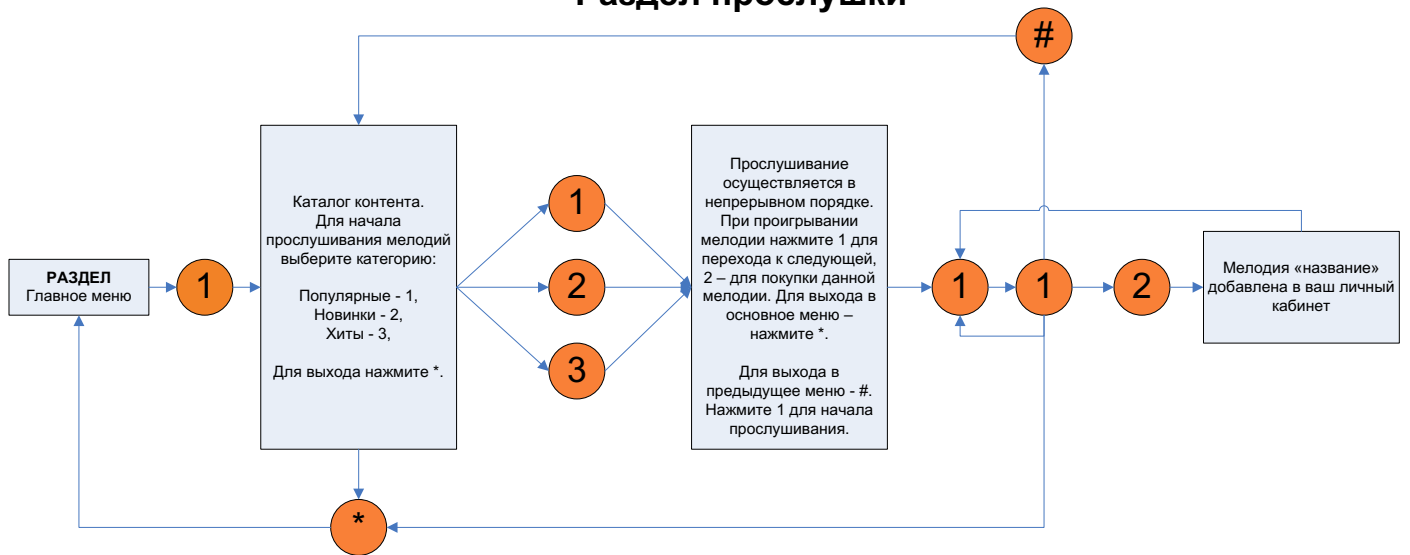 Раздел прослушки
#
РАЗДЕЛ
Главное меню
1
Каталог контента.
Для начала
прослушивания мелодий
выберите категорию:
Популярные - 1,
Новинки - 2,
Хиты - 3,
Для выхода нажмите *.
1
2
3
Прослушивание
осуществляется в
непрерывном порядке.
При проигрывании
мелодии нажмите 1 для
перехода к следующей,
2 – для покупки данной
мелодии. Для выхода в
основное меню –
нажмите *.
Для выхода в
предыдущее меню - #.
Нажмите 1 для начала
прослушивания.
1
1
2
Мелодия «название»
добавлена в ваш личный
кабинет
*